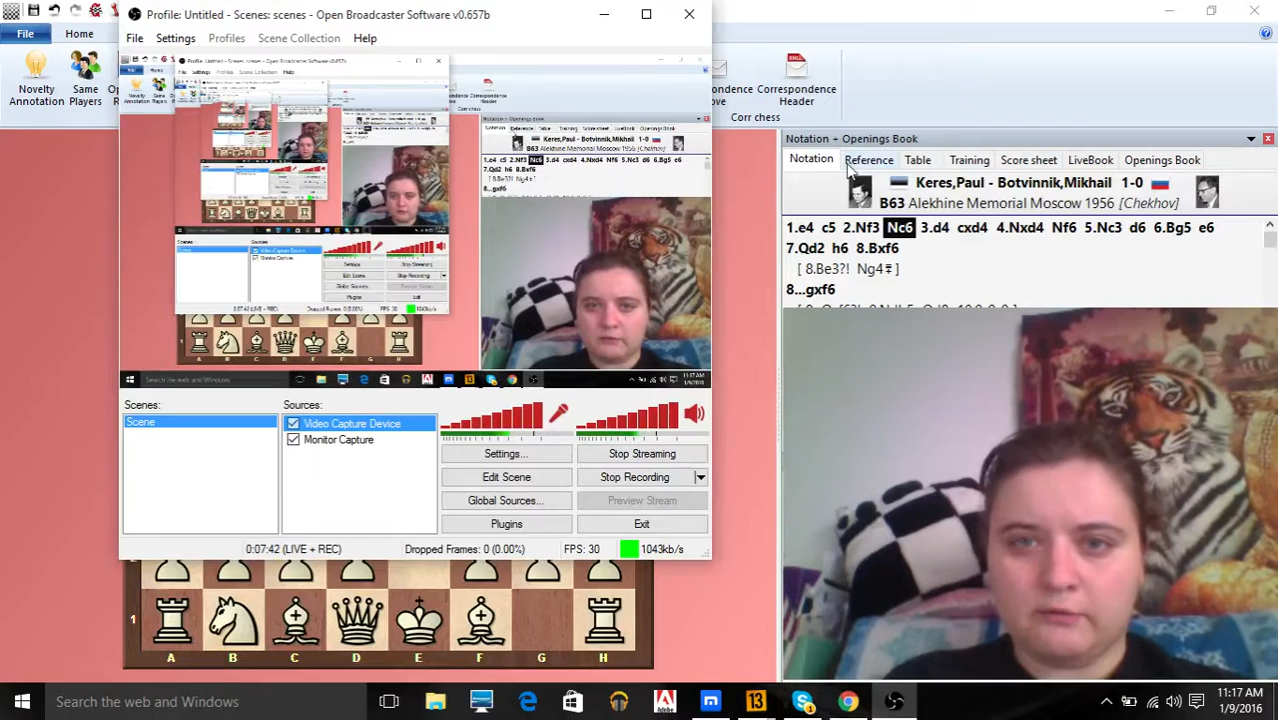 Profile: Untitled - Scenes: scenes - Open Broadcaster Software v0.657b
File Settings Profiles Scene Collection Help
File Home
Novelty Annotation
Same Players
Correspondence Header
Corr chess
Notation + Openings Book
Notation Reference Table Training Score sheet LiveBook Openings Book
Keres,Paul - Botvinnik,Mikhail 1-0
B63 Alekhine Memorial Moscow 1956 [Chekhov]
1.e4 c5 2.Nf3 Nc6 3.d4 cxd4 4.Nxd4 Nf6 5.Nc3 d6 6.Bg5 e6
7.Qd2 h6 8.Bxf6
[ 8.Be3?! Ng4 ]
8...gxf6
Scenes:
Scene
Sources:
Video Capture Device
Monitor Capture
Settings... Stop Streaming
Edit Scene Stop Recording
Global Sources... Preview Stream
Plugins Exit
0:07:42 (LIVE + REC) Dropped Frames: 0 (0.00%) FPS: 30 1043kb/s
1
A B C D E F G H
Search the web and Windows
13
Adobe
11:17 AM
1/9/2016